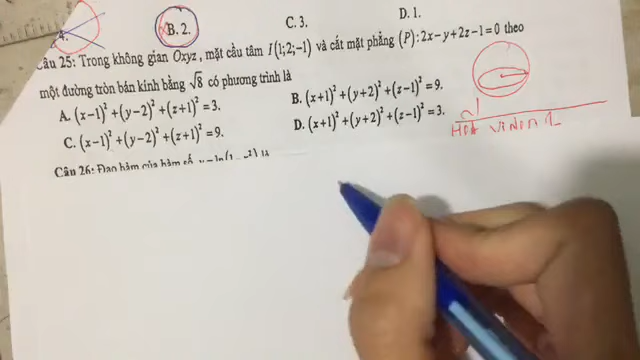 B. 2.
C. 3.
D. 1.
Câu 25: Trong không gian Oxyz, mặt cầu tâm I(1;2;−1) và cắt mặt phẳng (P):2x−y+2z−1=0 theo
một đường tròn bán kính bằng √8 có phương trình là
A. (x−1)²+(y−2)²+(z+1)²=3.
B. (x+1)²+(y+2)²+(z−1)²=9.
C. (x−1)²+(y−2)²+(z+1)²=9.
D. (x+1)²+(y+2)²+(z−1)²=3.
Câu 26: Đạo hàm của hàm số